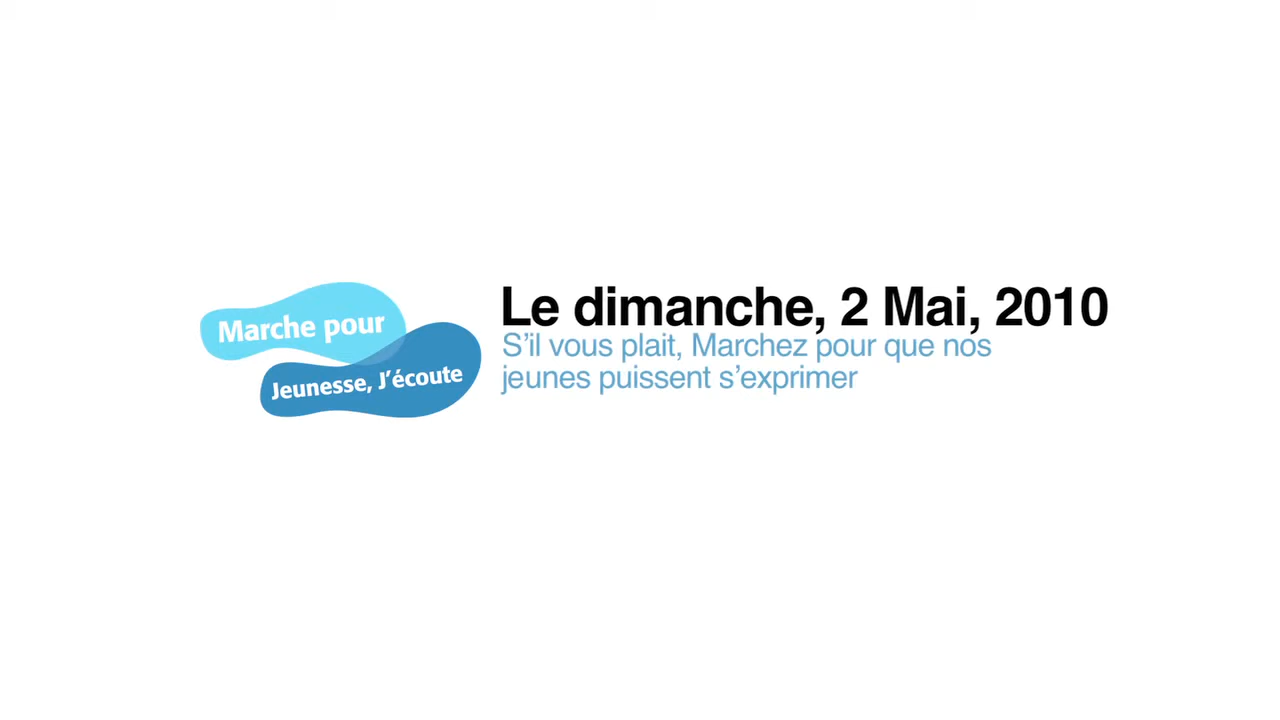 Marche pour
Jeunesse, J’écoute
Le dimanche, 2 Mai, 2010
S’il vous plait, Marchez pour que nos
jeunes puissent s’exprimer